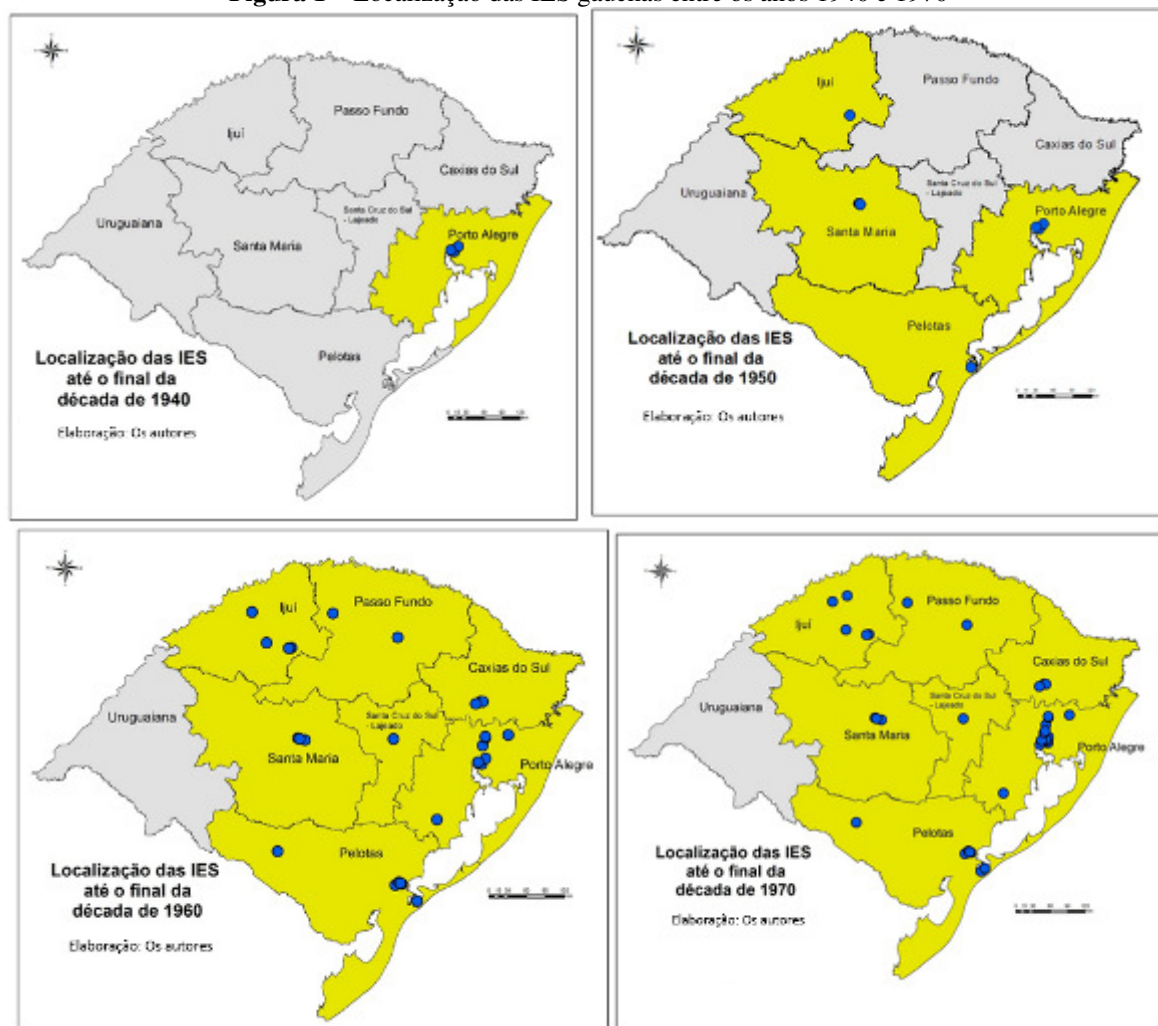 Figura 1 – Localização das IES gaúchas entre os anos 1940 e 1970
Ijuí
Passo Fundo
Caxias do Sul
Uruguaiana
Santa Cruz do Sul
- Lajeado
Santa Maria
Porto Alegre
Pelotas
Localização das IES
até o final da
década de 1940
Elaboração: Os autores
Ijuí
Passo Fundo
Caxias do Sul
Uruguaiana
Santa Cruz do Sul
- Lajeado
Santa Maria
Porto Alegre
Pelotas
Localização das IES
até o final da
década de 1950
Elaboração: Os autores
Ijuí
Passo Fundo
Caxias do Sul
Uruguaiana
Santa Cruz do Sul
- Lajeado
Santa Maria
Porto Alegre
Pelotas
Localização das IES
até o final da
década de 1960
Elaboração: Os autores
Ijuí
Passo Fundo
Caxias do Sul
Uruguaiana
Santa Cruz do Sul
- Lajeado
Santa Maria
Porto Alegre
Pelotas
Localização das IES
até o final da
década de 1970
Elaboração: Os autores